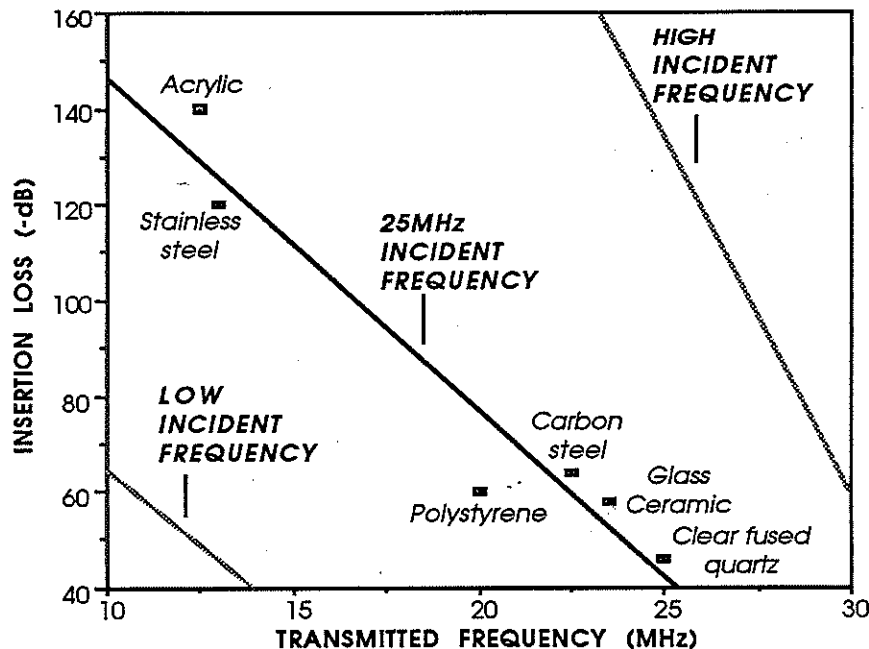 160
140
120
100
80
60
40
INSERTION LOSS (-dB)
Acrylic
Stainless
steel
25MHz
INCIDENT
FREQUENCY
HIGH
INCIDENT
FREQUENCY
LOW
INCIDENT
FREQUENCY
Carbon
steel
Polystyrene
Glass
Ceramic
Clear fused
quartz
10
15
20
25
30
TRANSMITTED FREQUENCY (MHz)